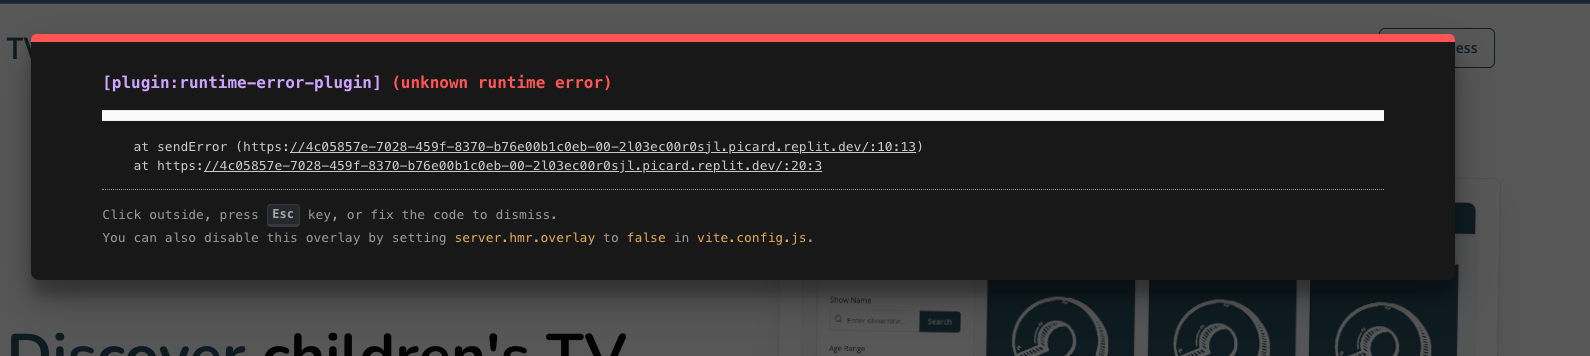 TV
ess
[plugin:runtime-error-plugin] (unknown runtime error)
at sendError (https://4c05857e-7028-459f-8370-b76e00b1c0eb-00-2l03ec00r0sjl.picard.replit.dev/:10:13)
at https://4c05857e-7028-459f-8370-b76e00b1c0eb-00-2l03ec00r0sjl.picard.replit.dev/:20:3
Click outside, press Esc key, or fix the code to dismiss.
You can also disable this overlay by setting server.hmr.overlay to false in vite.config.js.
Show Name
Enter show title...
Search
Age Range
Discover children's TV